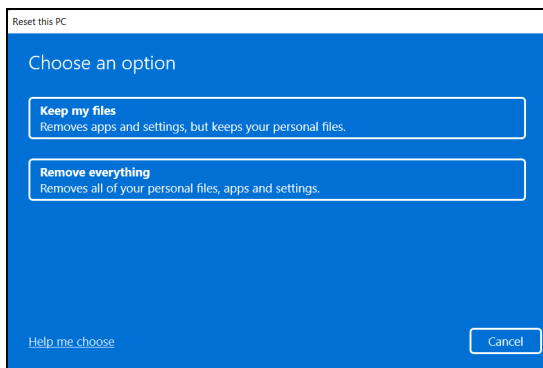 Reset this PC
Choose an option
Keep my files
Removes apps and settings, but keeps your personal files.
Remove everything
Removes all of your personal files, apps and settings.
Help me choose
Cancel